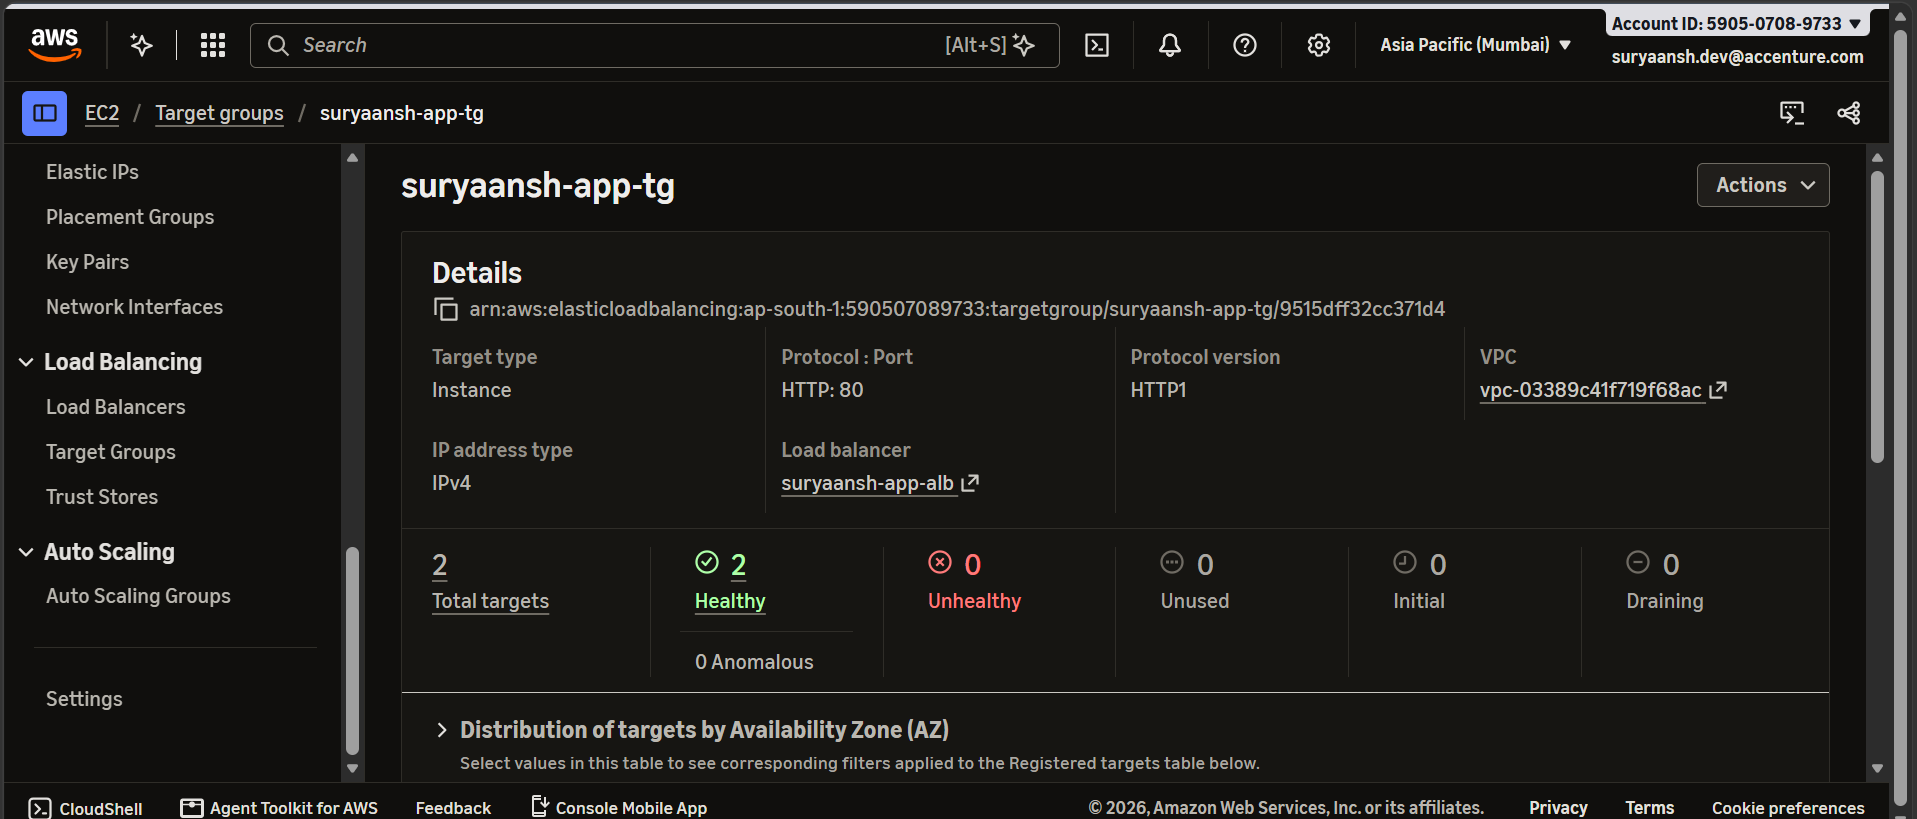 aws
Search
[Alt+S]
Asia Pacific (Mumbai)
Account ID: 5905-0708-9733
suryaansh.dev@accenture.com
EC2 / Target groups / suryaansh-app-tg
Elastic IPs
Placement Groups
Key Pairs
Network Interfaces
Load Balancing
Load Balancers
Target Groups
Trust Stores
Auto Scaling
Auto Scaling Groups
Settings
suryaansh-app-tg
Actions
Details
arn:aws:elasticloadbalancing:ap-south-1:590507089733:targetgroup/suryaansh-app-tg/9515dff32cc371d4
Target type
Instance
Protocol : Port
HTTP: 80
Protocol version
HTTP1
VPC
vpc-03389c41f719f68ac
IP address type
IPv4
Load balancer
suryaansh-app-alb
2
Total targets
2
Healthy
0 Anomalous
0
Unhealthy
0
Unused
0
Initial
0
Draining
Distribution of targets by Availability Zone (AZ)
Select values in this table to see corresponding filters applied to the Registered targets table below.
CloudShell
Agent Toolkit for AWS
Feedback
Console Mobile App
© 2026, Amazon Web Services, Inc. or its affiliates.
Privacy
Terms
Cookie preferences